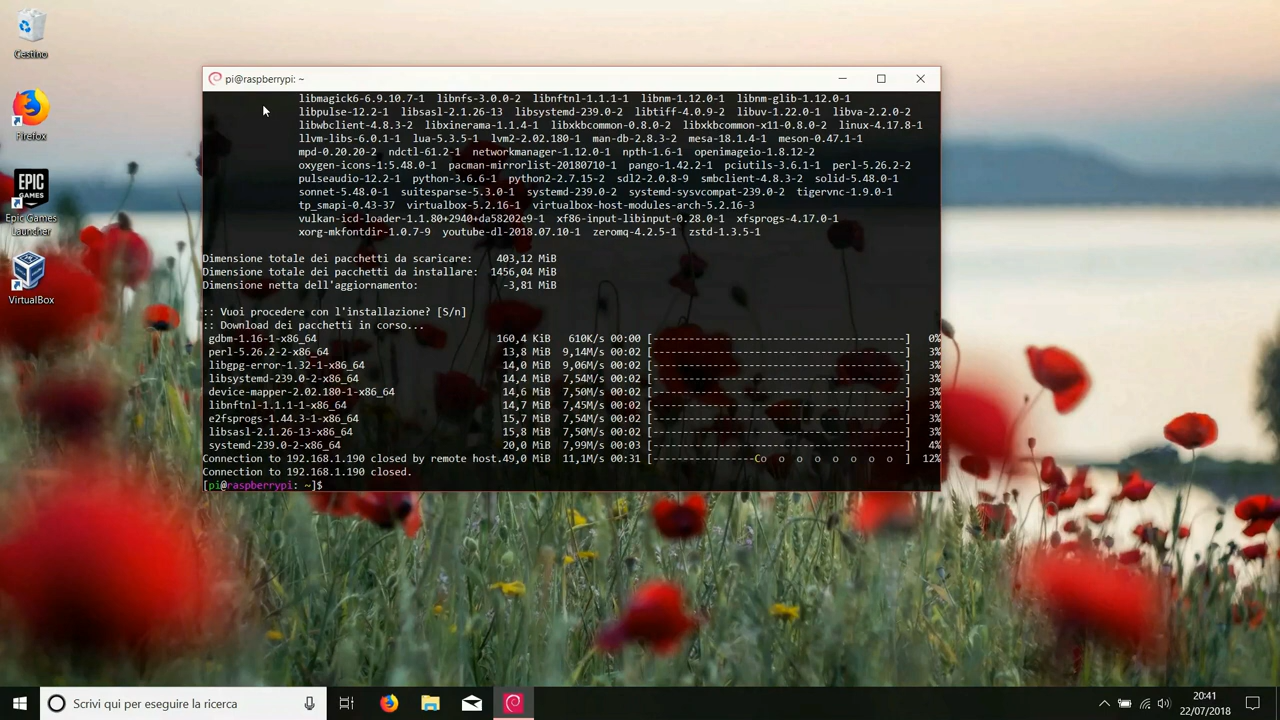 Cestino
Firefox
EPIC
GAMES
Epic Games
Launcher
VirtualBox
pi@raspberrypi: ~
libmagick6-6.9.10.7-1 libnfs-3.0.0-2 libnftnl-1.1.1-1 libnm-1.12.0-1 libnm-glib-1.12.0-1
libpulse-12.2-1 libsasl-2.1.26-13 libsystemd-239.0-2 libtiff-4.0.9-2 libuv-1.22.0-1 libva-2.2.0-2
libwbclient-4.8.3-2 libxinerama-1.1.4-1 libxkbcommon-0.8.0-2 libxkbcommon-x11-0.8.0-2 linux-4.17.8-1
llvm-libs-6.0.1-1 lua-5.3.5-1 lvm2-2.02.180-1 man-db-2.8.3-2 mesa-18.1.4-1 meson-0.47.1-1
mpd-0.20.20-2 ndctl-61.2-1 networkmanager-1.12.0-1 npth-1.6-1 openimageio-1.8.12-2
oxygen-icons-1:5.48.0-1 pacman-mirrorlist-20180710-1 pango-1.42.2-1 pciutils-3.6.1-1 perl-5.26.2-2
pulseaudio-12.2-1 python-3.6.6-1 python2-2.7.15-2 sdl2-2.0.8-9 smbclient-4.8.3-2 solid-5.48.0-1
sonnet-5.48.0-1 suitesparse-5.3.0-1 systemd-239.0-2 systemd-sysvcompat-239.0-2 tigervnc-1.9.0-1
tp_smapi-0.43-37 virtualbox-5.2.16-1 virtualbox-host-modules-arch-5.2.16-3
vulkan-icd-loader-1.1.80+2940+da58202e9-1 xf86-input-libinput-0.28.0-1 xfsprogs-4.17.0-1
xorg-mkfontdir-1.0.7-9 youtube-dl-2018.07.10-1 zeromq-4.2.5-1 zstd-1.3.5-1
Dimensione totale dei pacchetti da scaricare: 403,12 MiB
Dimensione totale dei pacchetti da installare: 1456,04 MiB
Dimensione netta dell'aggiornamento: -3,81 MiB
:: Vuoi procedere con l'installazione? [S/n]
:: Download dei pacchetti in corso...
gdbm-1.16-1-x86_64 160,4 KiB 610K/s 00:00 [-------------------------------------------] 0%
perl-5.26.2-2-x86_64 13,8 MiB 9,14M/s 00:02 [-------------------------------------------] 3%
libgpg-error-1.32-1-x86_64 14,0 MiB 9,06M/s 00:02 [-------------------------------------------] 3%
libsystemd-239.0-2-x86_64 14,4 MiB 7,54M/s 00:02 [-------------------------------------------] 3%
device-mapper-2.02.180-1-x86_64 14,6 MiB 7,50M/s 00:02 [-------------------------------------------] 3%
libnftnl-1.1.1-1-x86_64 14,7 MiB 7,45M/s 00:02 [-------------------------------------------] 3%
e2fsprogs-1.44.3-1-x86_64 15,7 MiB 7,50M/s 00:02 [-------------------------------------------] 3%
libsasl-2.1.26-13-x86_64 15,8 MiB 7,50M/s 00:02 [-------------------------------------------] 3%
systemd-239.0-2-x86_64 20,0 MiB 7,99M/s 00:03 [-------------------------------------------] 4%
Connection to 192.168.1.190 closed by remote host.49,0 MiB 11,1M/s 00:31 [-----------------Co o o o o o o o ] 12%
Connection to 192.168.1.190 closed.
[pi@raspberrypi: ~]$
Scrivi qui per eseguire la ricerca
20:41
22/07/2018